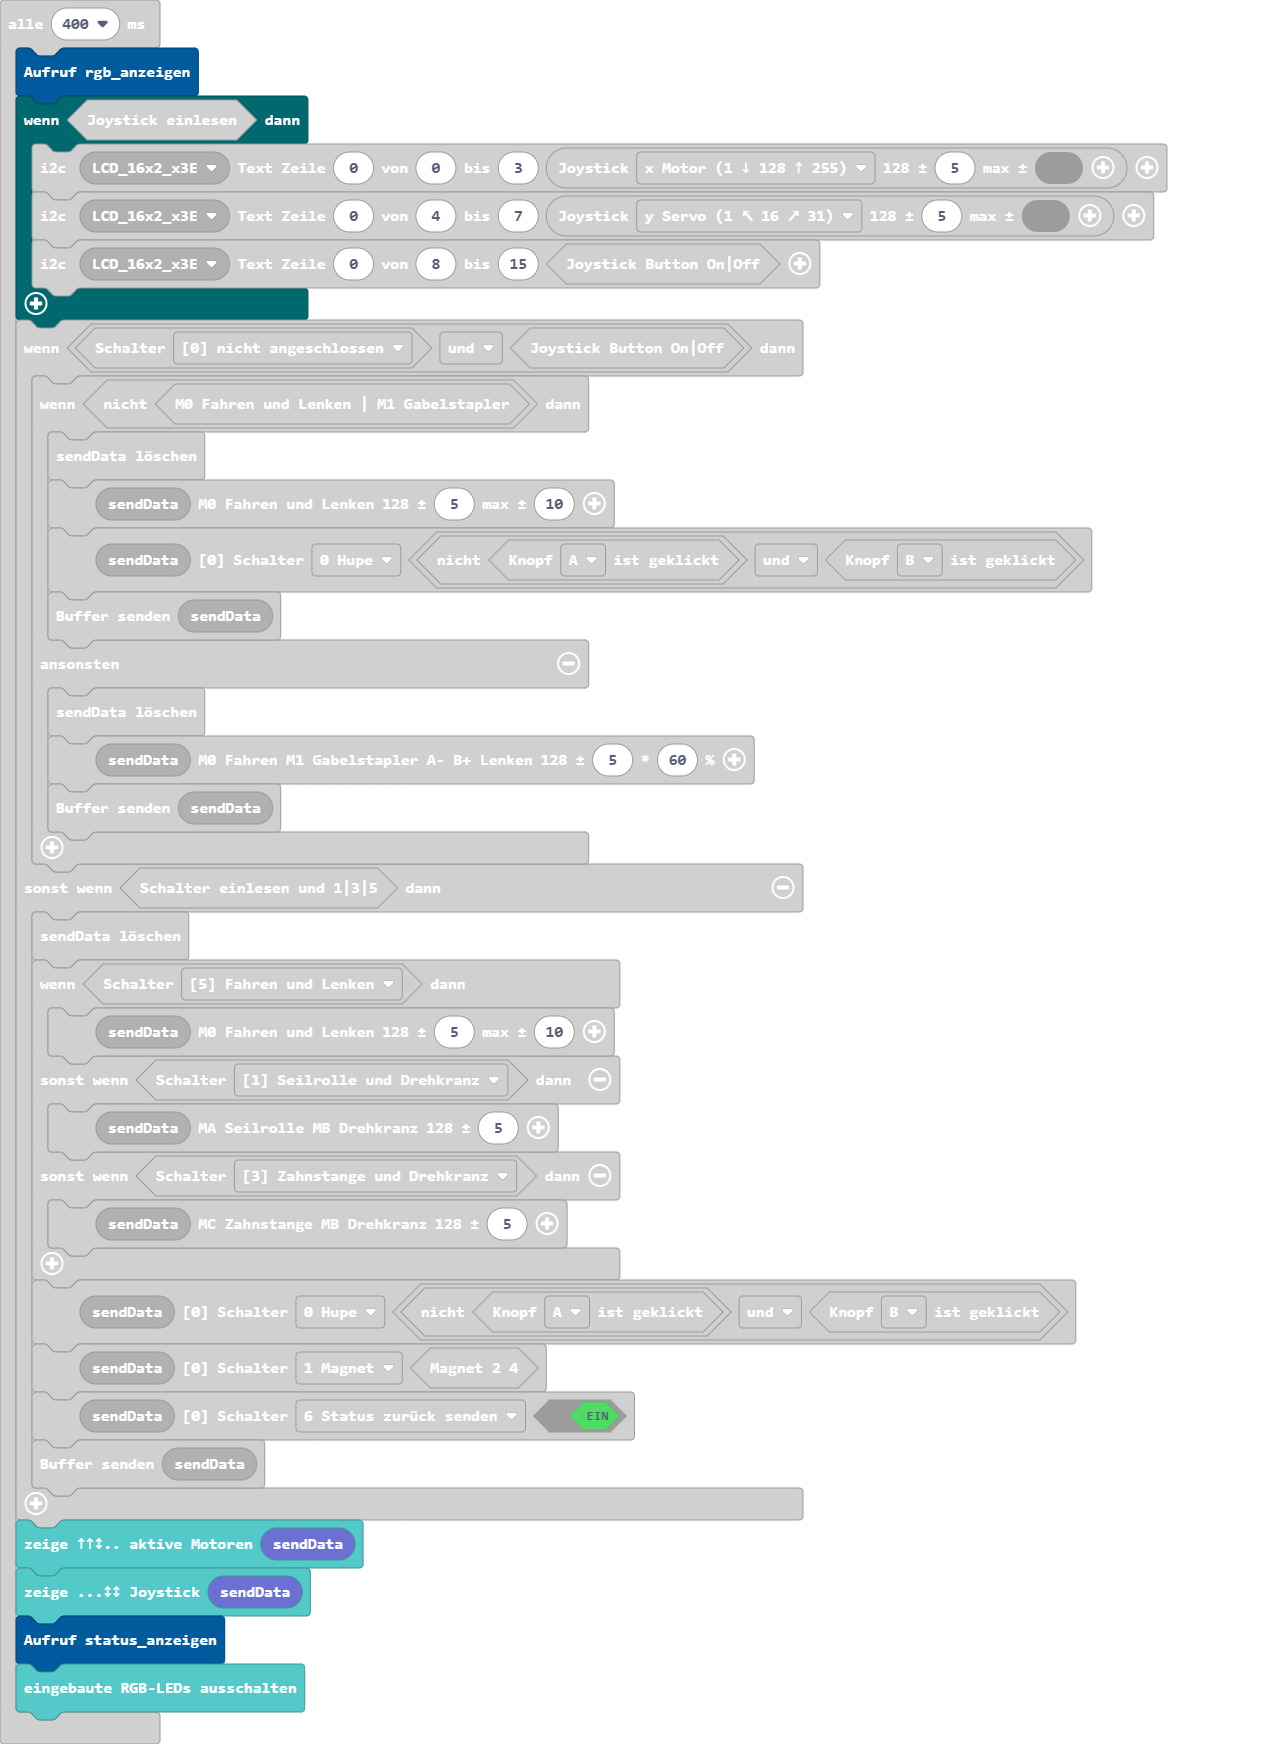 alle 400 ms
Aufruf rgb_anzeigen
wenn Joystick einlesen dann
i2c LCD_16x2_x3E Text Zeile 0 von 0 bis 3 Joystick x Motor (1 ↓ 128 ↑ 255) 128 ± 5 max ±
i2c LCD_16x2_x3E Text Zeile 0 von 4 bis 7 Joystick y Servo (1 ↖ 16 ↗ 31) 128 ± 5 max ±
i2c LCD_16x2_x3E Text Zeile 0 von 8 bis 15 Joystick Button On|Off
wenn Schalter [0] nicht angeschlossen und Joystick Button On|Off dann
wenn nicht M0 Fahren und Lenken | M1 Gabelstapler dann
sendData löschen
sendData M0 Fahren und Lenken 128 ± 5 max ± 10
sendData [0] Schalter 0 Hupe nicht Knopf A ist geklickt und Knopf B ist geklickt
Buffer senden sendData
ansonsten
sendData löschen
sendData M0 Fahren M1 Gabelstapler A- B+ Lenken 128 ± 5 * 60 %
Buffer senden sendData
sonst wenn Schalter einlesen und 1|3|5 dann
sendData löschen
wenn Schalter [5] Fahren und Lenken dann
sendData M0 Fahren und Lenken 128 ± 5 max ± 10
sonst wenn Schalter [1] Seilrolle und Drehkranz dann
sendData MA Seilrolle MB Drehkranz 128 ± 5
sonst wenn Schalter [3] Zahnstange und Drehkranz dann
sendData MC Zahnstange MB Drehkranz 128 ± 5
sendData [0] Schalter 0 Hupe nicht Knopf A ist geklickt und Knopf B ist geklickt
sendData [0] Schalter 1 Magnet Magnet 2 4
sendData [0] Schalter 6 Status zurück senden EIN
Buffer senden sendData
zeige ↑↑↕.. aktive Motoren sendData
zeige ...↕↕ Joystick sendData
Aufruf status_anzeigen
eingebaute RGB-LEDs ausschalten